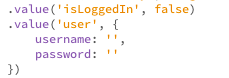 .value('isLoggedIn', false)
.value('user', {
    username: '',
    password: ''
})